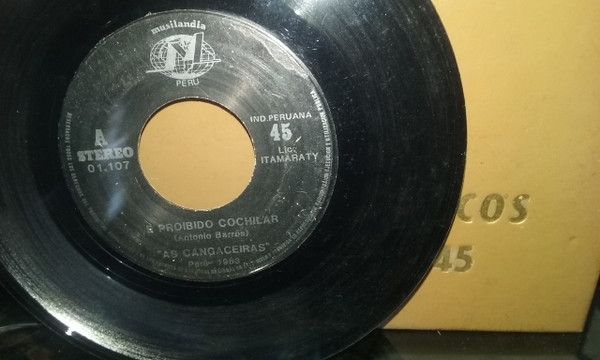 musilandia
PERU
A
STEREO
01.107
IND. PERUANA
45
Lic.
ITAMARATY
É PROIBIDO COCHILAR
(Antonio Barros)
"AS CANGACEIRAS"
COS
45